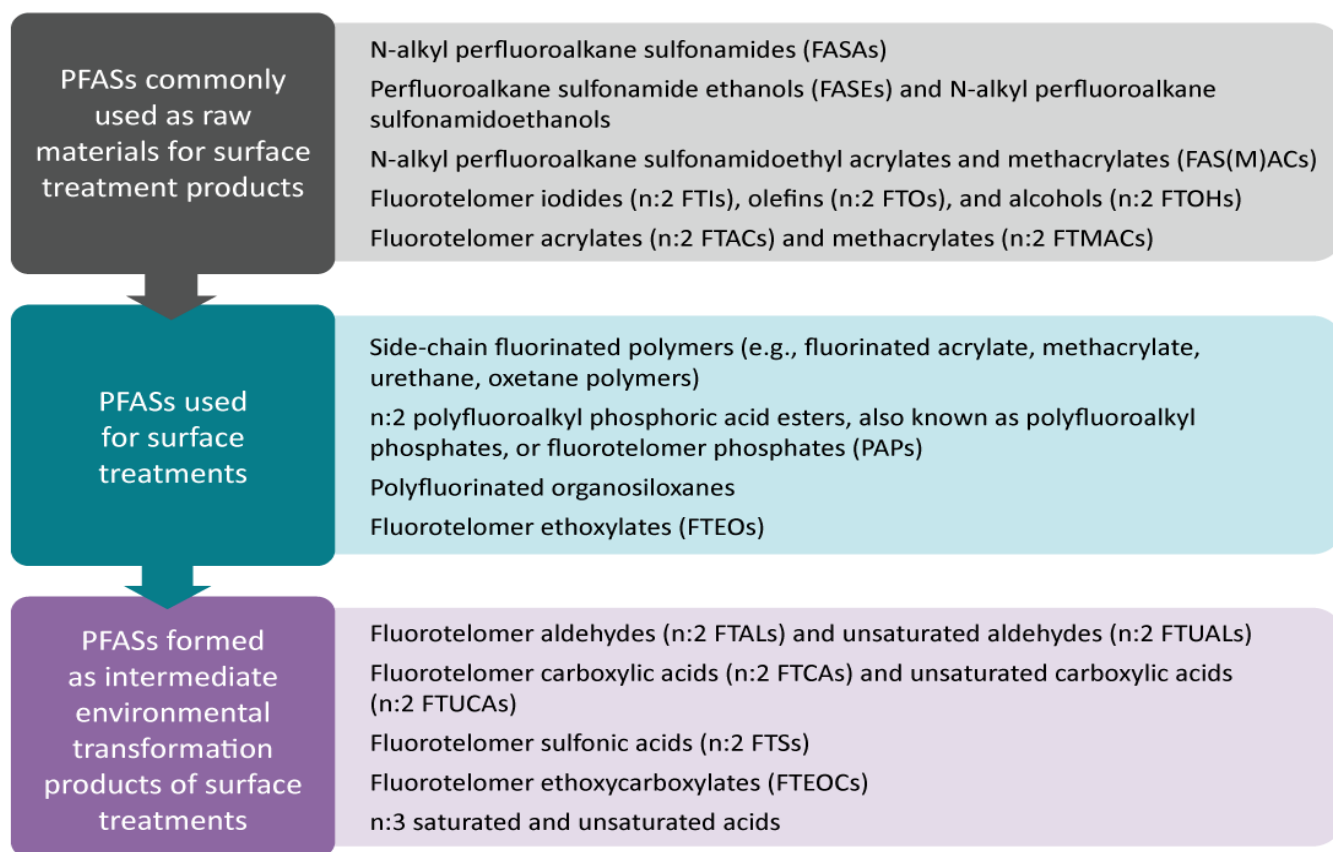 PFASs commonly
used as raw
materials for surface
treatment products
N-alkyl perfluoroalkane sulfonamides (FASAs)
Perfluoroalkane sulfonamide ethanols (FASEs) and N-alkyl perfluoroalkane
sulfonamidoethanols
N-alkyl perfluoroalkane sulfonamidoethyl acrylates and methacrylates (FAS(M)ACs)
Fluorotelomer iodides (n:2 FTIs), olefins (n:2 FTOs), and alcohols (n:2 FTOHs)
Fluorotelomer acrylates (n:2 FTACs) and methacrylates (n:2 FTMACs)
PFASs used
for surface
treatments
Side-chain fluorinated polymers (e.g., fluorinated acrylate, methacrylate,
urethane, oxetane polymers)
n:2 polyfluoroalkyl phosphoric acid esters, also known as polyfluoroalkyl
phosphates, or fluorotelomer phosphates (PAPs)
Polyfluorinated organosiloxanes
Fluorotelomer ethoxylates (FTEOs)
PFASs formed
as intermediate
environmental
transformation
products of surface
treatments
Fluorotelomer aldehydes (n:2 FTALs) and unsaturated aldehydes (n:2 FTUALs)
Fluorotelomer carboxylic acids (n:2 FTCAs) and unsaturated carboxylic acids
(n:2 FTUCAs)
Fluorotelomer sulfonic acids (n:2 FTSs)
Fluorotelomer ethoxycarboxylates (FTEOCs)
n:3 saturated and unsaturated acids